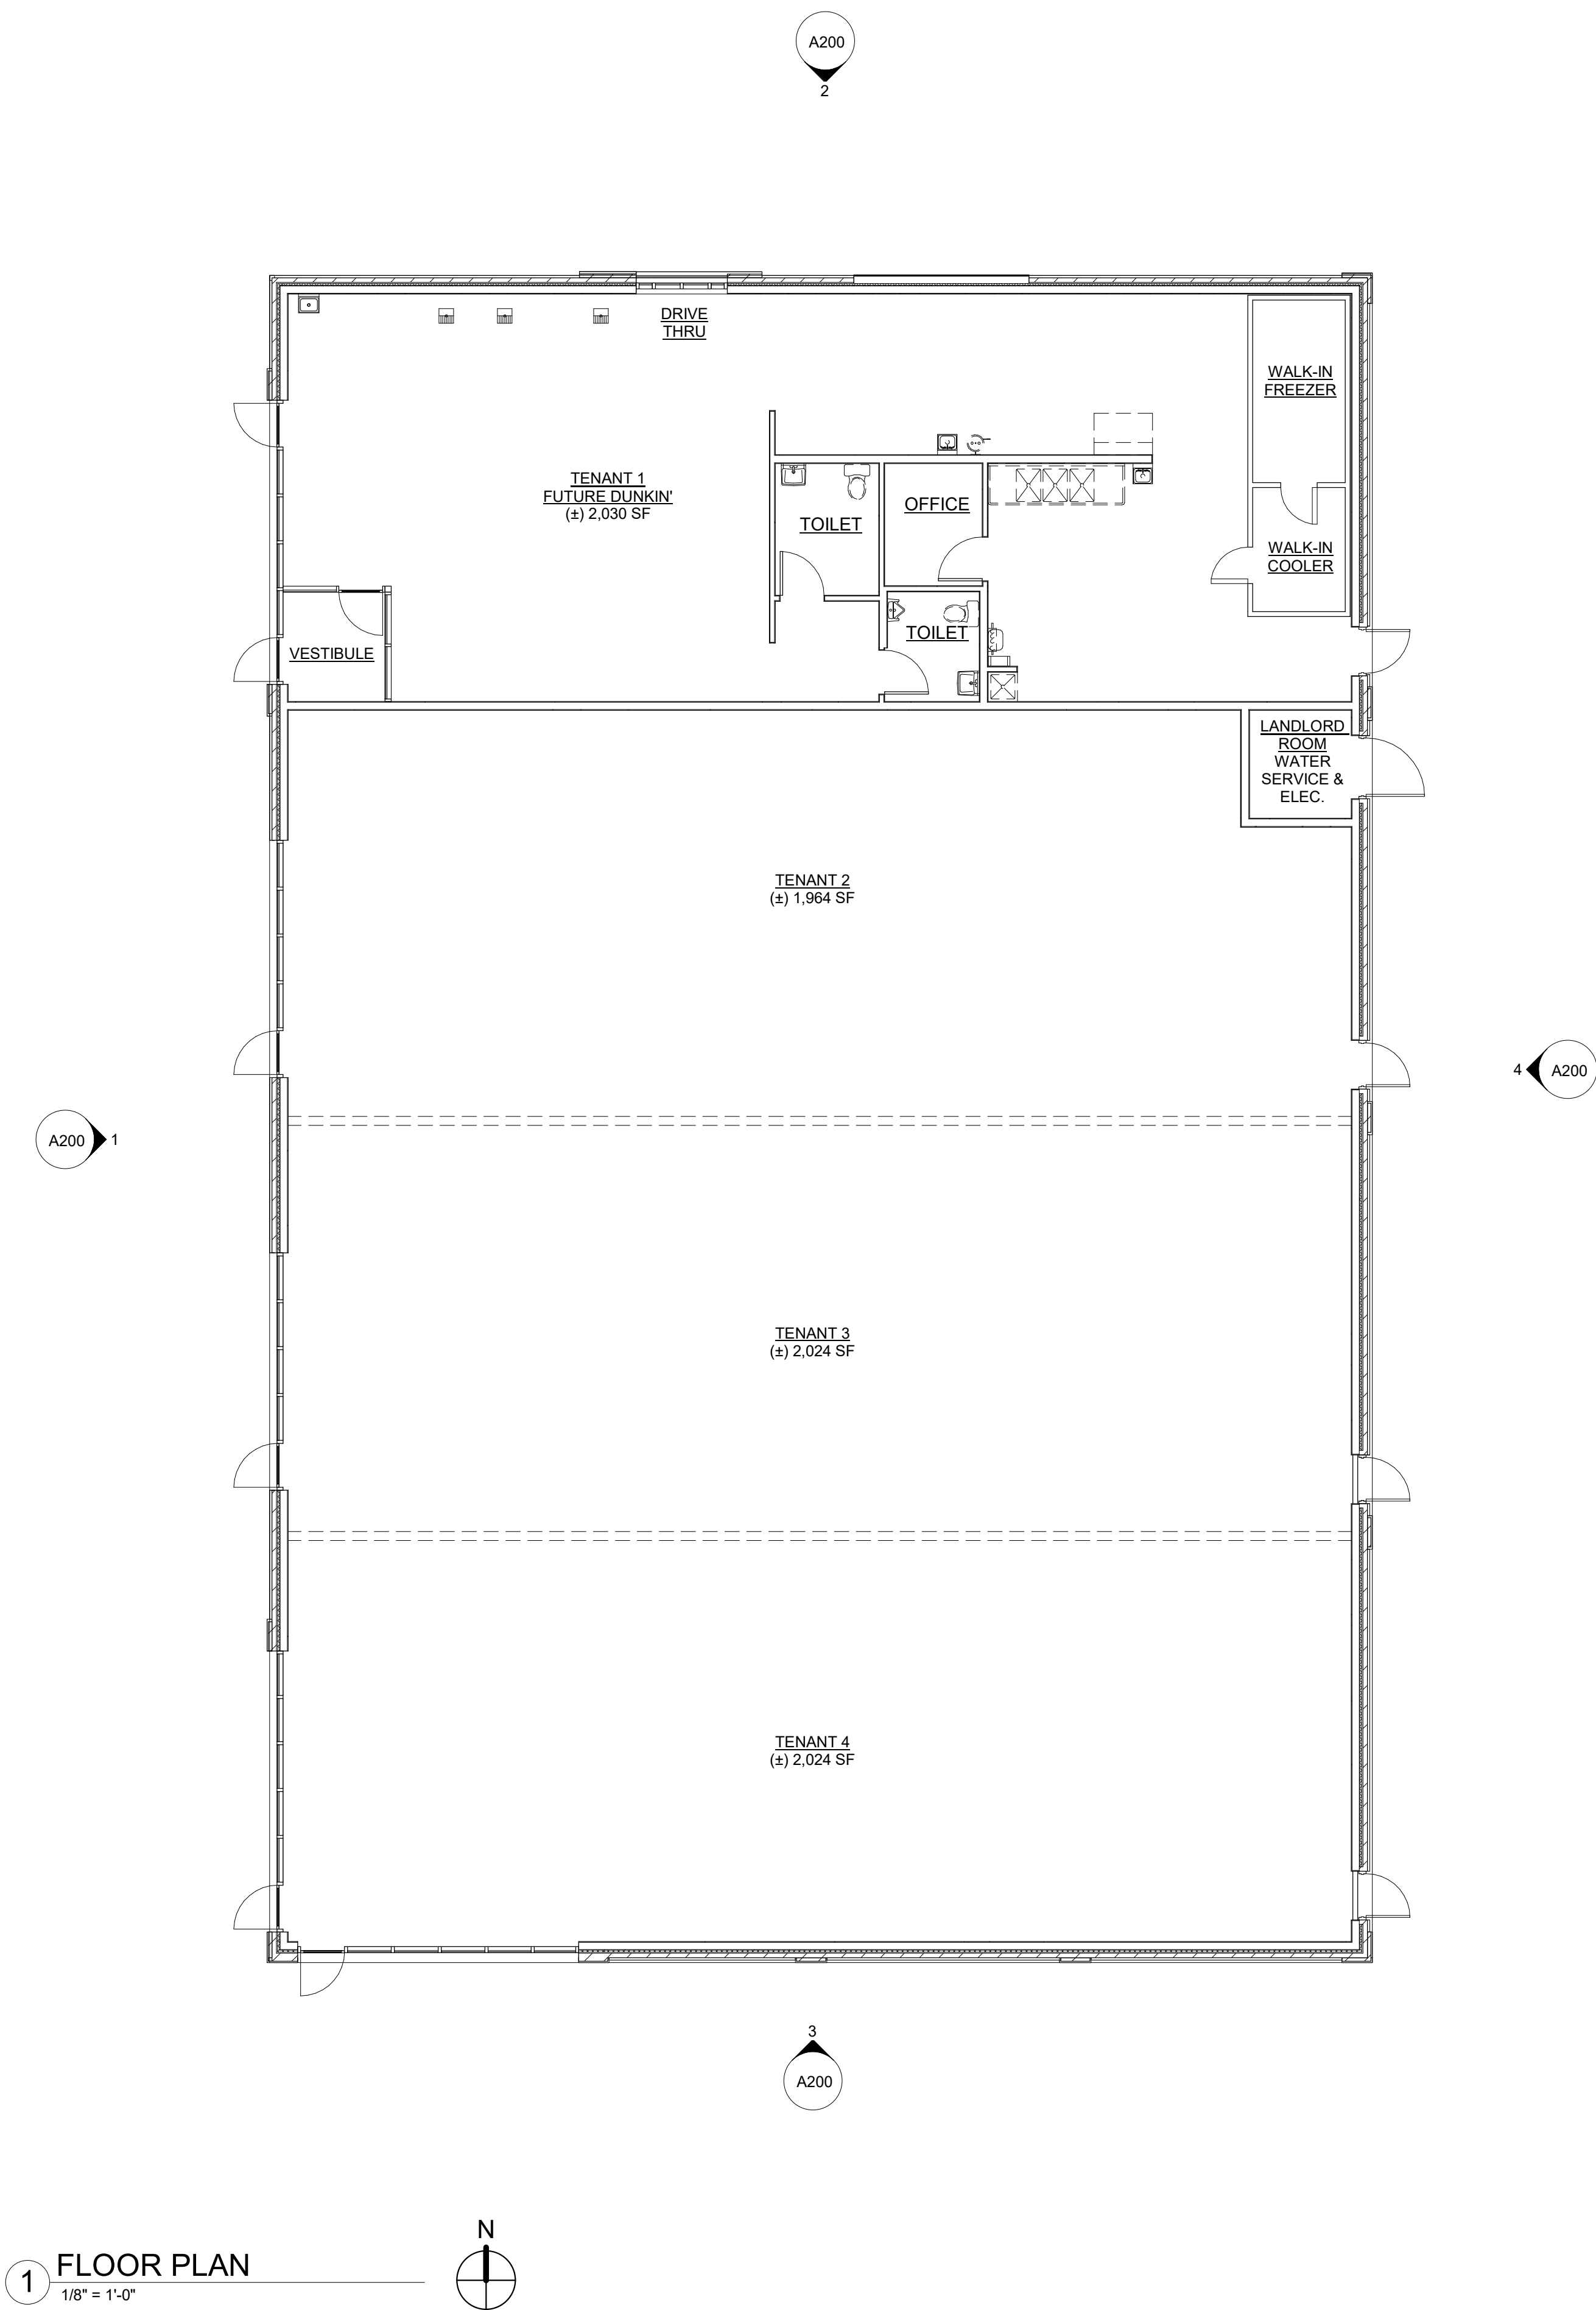 A200
2
DRIVE
THRU
WALK-IN
FREEZER
TENANT 1
FUTURE DUNKIN'
(±) 2,030 SF
TOILET
OFFICE
WALK-IN
COOLER
TOILET
VESTIBULE
LANDLORD
ROOM
WATER
SERVICE &
ELEC.
TENANT 2
(±) 1,964 SF
4
A200
A200
1
TENANT 3
(±) 2,024 SF
TENANT 4
(±) 2,024 SF
3
A200
N
1
FLOOR PLAN
1/8" = 1'-0"